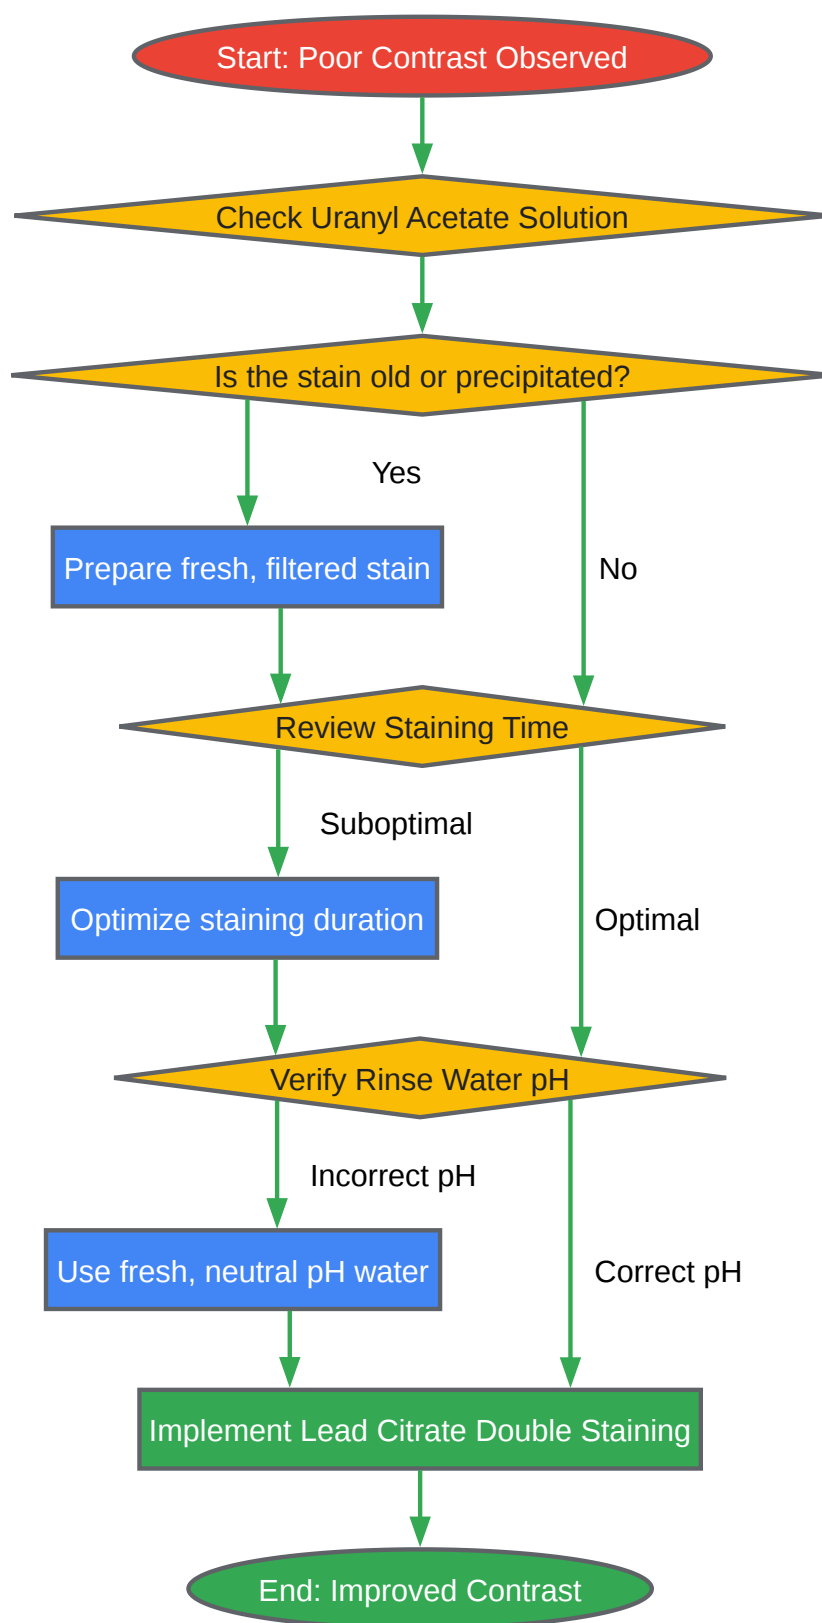 Start: Poor Contrast Observed
Check Uranyl Acetate Solution
Is the stain old or precipitated?
Yes
Prepare fresh, filtered stain
No
Review Staining Time
Suboptimal
Optimize staining duration
Optimal
Verify Rinse Water pH
Incorrect pH
Use fresh, neutral pH water
Correct pH
Implement Lead Citrate Double Staining
End: Improved Contrast